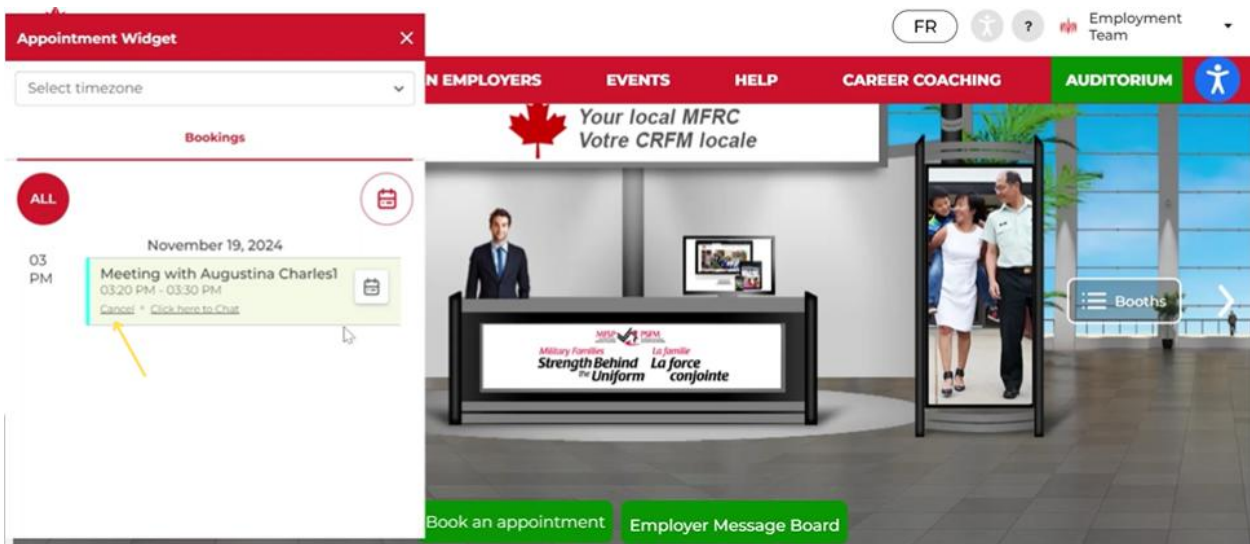 FR
?
Employment
Team
Appointment Widget
Select timezone
N EMPLOYERS
EVENTS
HELP
CAREER COACHING
AUDITORIUM
Bookings
ALL
November 19, 2024
03
PM
Meeting with Augustina Charles1
03:20 PM - 03:30 PM
Cancel * Click here to Chat
Your local MFRC
Votre CRFM locale
Booths
MFSP PSFM
Military Families
Strength Behind
the Uniform
La famille
La force
conjointe
Book an appointment
Employer Message Board